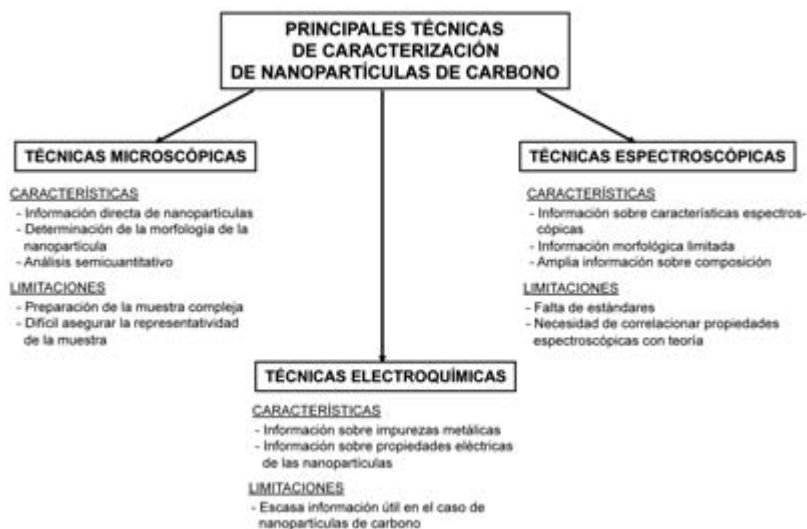 PRINCIPALES TÉCNICAS
DE CARACTERIZACIÓN
DE NANOPARTÍCULAS DE CARBONO
TÉCNICAS MICROSCÓPICAS
CARACTERÍSTICAS
- Información directa de nanopartículas
- Determinación de la morfología de la
nanopartícula
- Análisis semicuantitativo
LIMITACIONES
- Preparación de la muestra compleja
- Difícil asegurar la representatividad
de la muestra
TÉCNICAS ESPECTROSCÓPICAS
CARACTERÍSTICAS
- Información sobre características espectros-
cópicas
- Información morfológica limitada
- Amplia información sobre composición
LIMITACIONES
- Falta de estándares
- Necesidad de correlacionar propiedades
espectroscópicas con teoría
TÉCNICAS ELECTROQUÍMICAS
CARACTERÍSTICAS
- Información sobre impurezas metálicas
- Información sobre propiedades eléctricas
de las nanopartículas
LIMITACIONES
- Escasa información útil en el caso de
nanopartículas de carbono